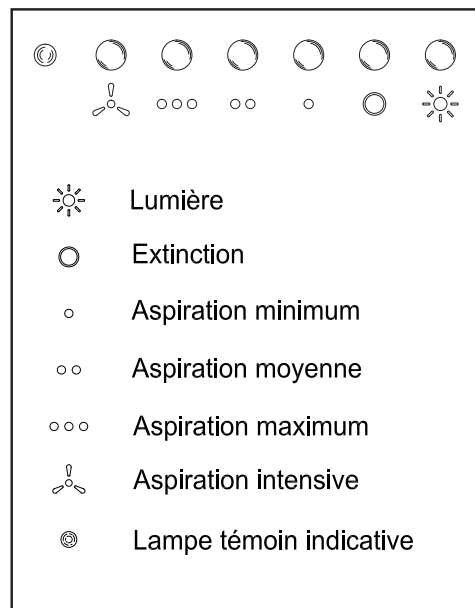 Lumière
Extinction
Aspiration minimum
Aspiration moyenne
Aspiration maximum
Aspiration intensive
Lampe témoin indicative